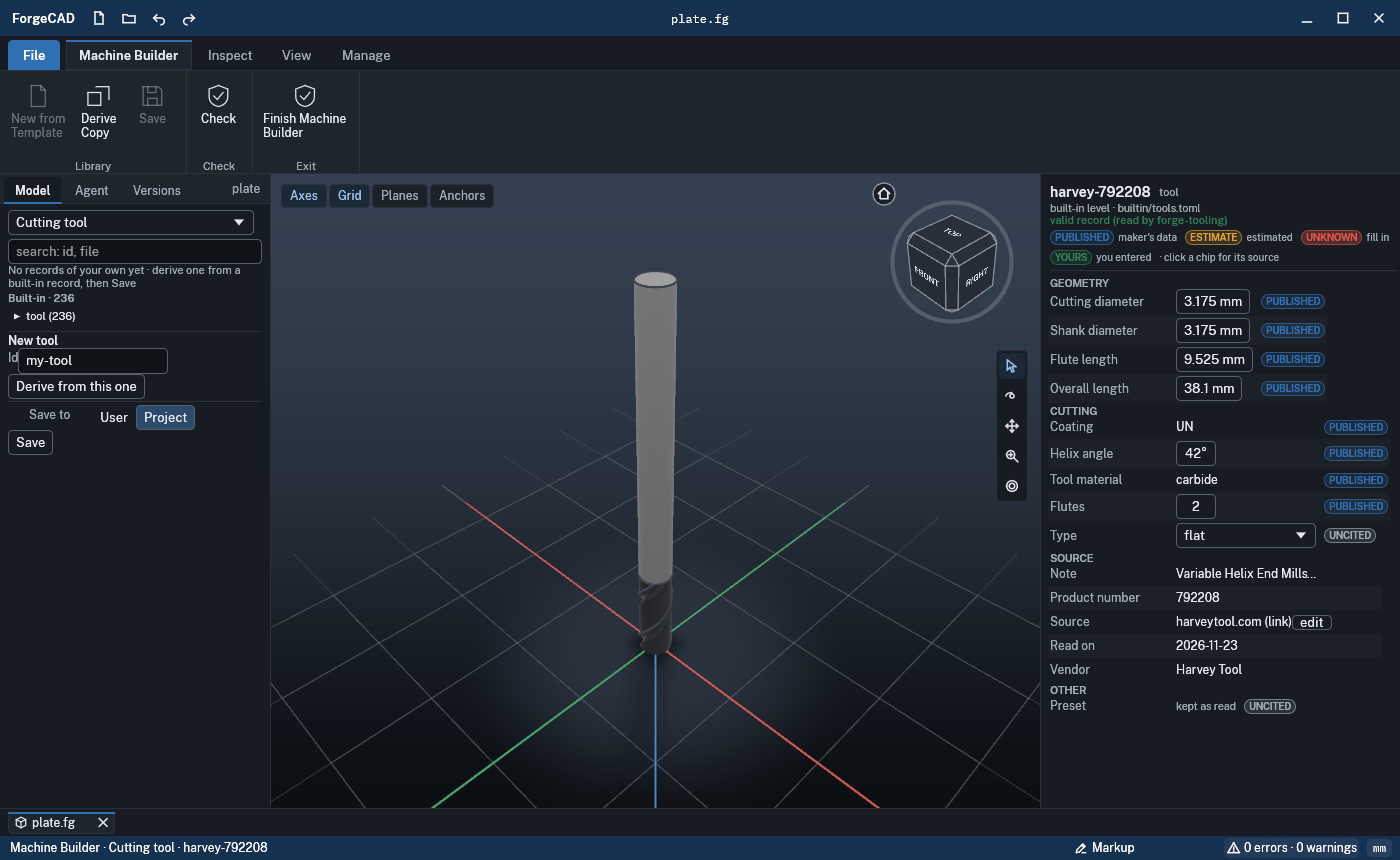 ForgeCAD
plate.fg
File
Machine Builder
Inspect
View
Manage
New from
Template
Derive
Copy
Save
Check
Finish Machine
Builder
Library
Check
Exit
Model
Agent
Versions
plate
Cutting tool
search: id, file
No records of your own yet · derive one from a
built-in record, then Save
Built-in · 236
tool (236)
New tool
Id
my-tool
Derive from this one
Save to
User
Project
Save
Axes
Grid
Planes
Anchors
TOP
FRONT
RIGHT
harvey-792208 tool
built-in level · builtin/tools.toml
valid record (read by forge-tooling)
PUBLISHED maker's data ESTIMATE estimated UNKNOWN fill in
YOURS you entered · click a chip for its source
GEOMETRY
Cutting diameter 3.175 mm PUBLISHED
Shank diameter 3.175 mm PUBLISHED
Flute length 9.525 mm PUBLISHED
Overall length 38.1 mm PUBLISHED
CUTTING
Coating UN PUBLISHED
Helix angle 42° PUBLISHED
Tool material carbide PUBLISHED
Flutes 2 PUBLISHED
Type flat UNCITED
SOURCE
Note Variable Helix End Mills...
Product number 792208
Source harveytool.com (link) edit
Read on 2026-11-23
Vendor Harvey Tool
OTHER
Preset kept as read UNCITED
plate.fg
Machine Builder · Cutting tool · harvey-792208
Markup
0 errors · 0 warnings
mm